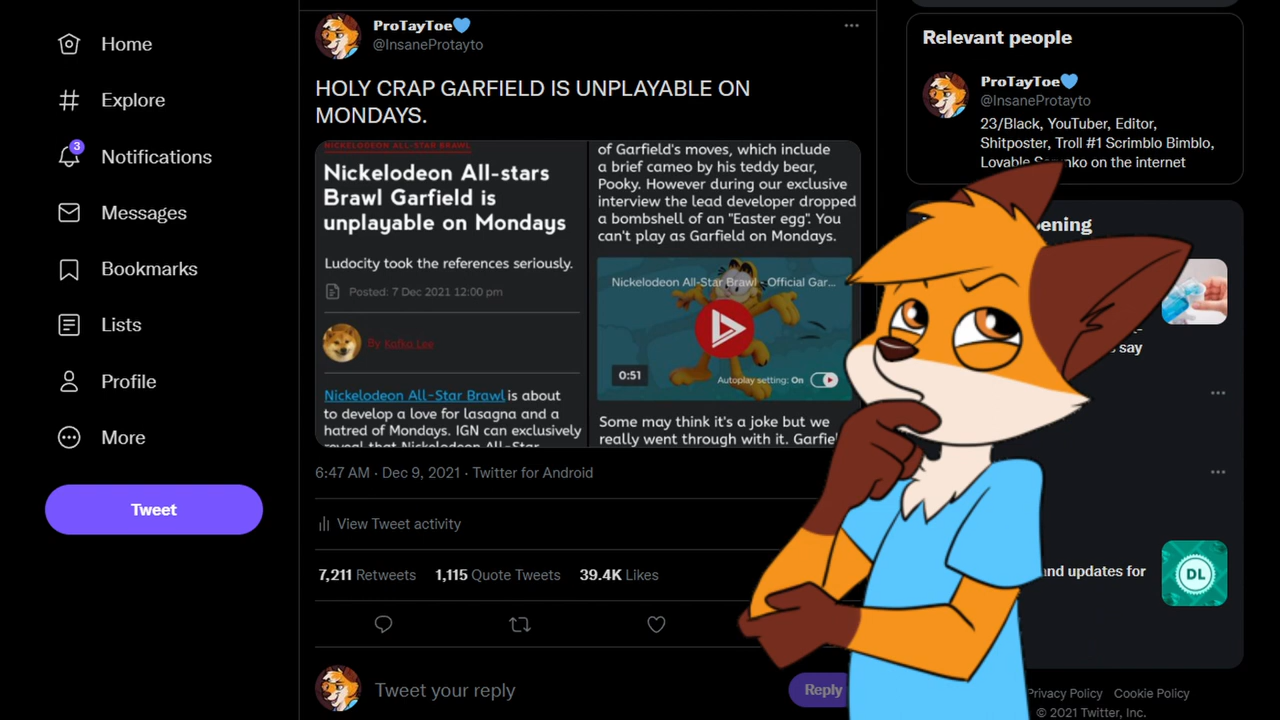 Home
Explore
3
Notifications
Messages
Bookmarks
Lists
Profile
More
Tweet
ProTayToe
@InsaneProtayto
HOLY CRAP GARFIELD IS UNPLAYABLE ON
MONDAYS.
NICKELODEON ALL-STAR BRAWL
Nickelodeon All-stars
Brawl Garfield is
unplayable on Mondays
Ludocity took the references seriously.
Posted: 7 Dec 2021 12:00 pm
By Kafka Lee
Nickelodeon All-Star Brawl is about
to develop a love for lasagna and a
hatred of Mondays. IGN can exclusively
reveal that Nickelodeon All-Star
of Garfield's moves, which include
a brief cameo by his teddy bear,
Pooky. However during our exclusive
interview the lead developer dropped
a bombshell of an "Easter egg". You
can't play as Garfield on Mondays.
Nickelodeon All-Star Brawl - Official Gar...
0:51
Autoplay setting: On
Some may think it's a joke but we
really went through with it. Garfie
6:47 AM · Dec 9, 2021 · Twitter for Android
View Tweet activity
7,211 Retweets 1,115 Quote Tweets 39.4K Likes
Tweet your reply
Reply
Relevant people
ProTayToe
@InsaneProtayto
23/Black, YouTuber, Editor,
Shitposter, Troll #1 Scrimblo Bimblo,
Lovable on the internet
ening
say
and updates for
DL
Privacy Policy Cookie Policy
© 2021 Twitter, Inc.